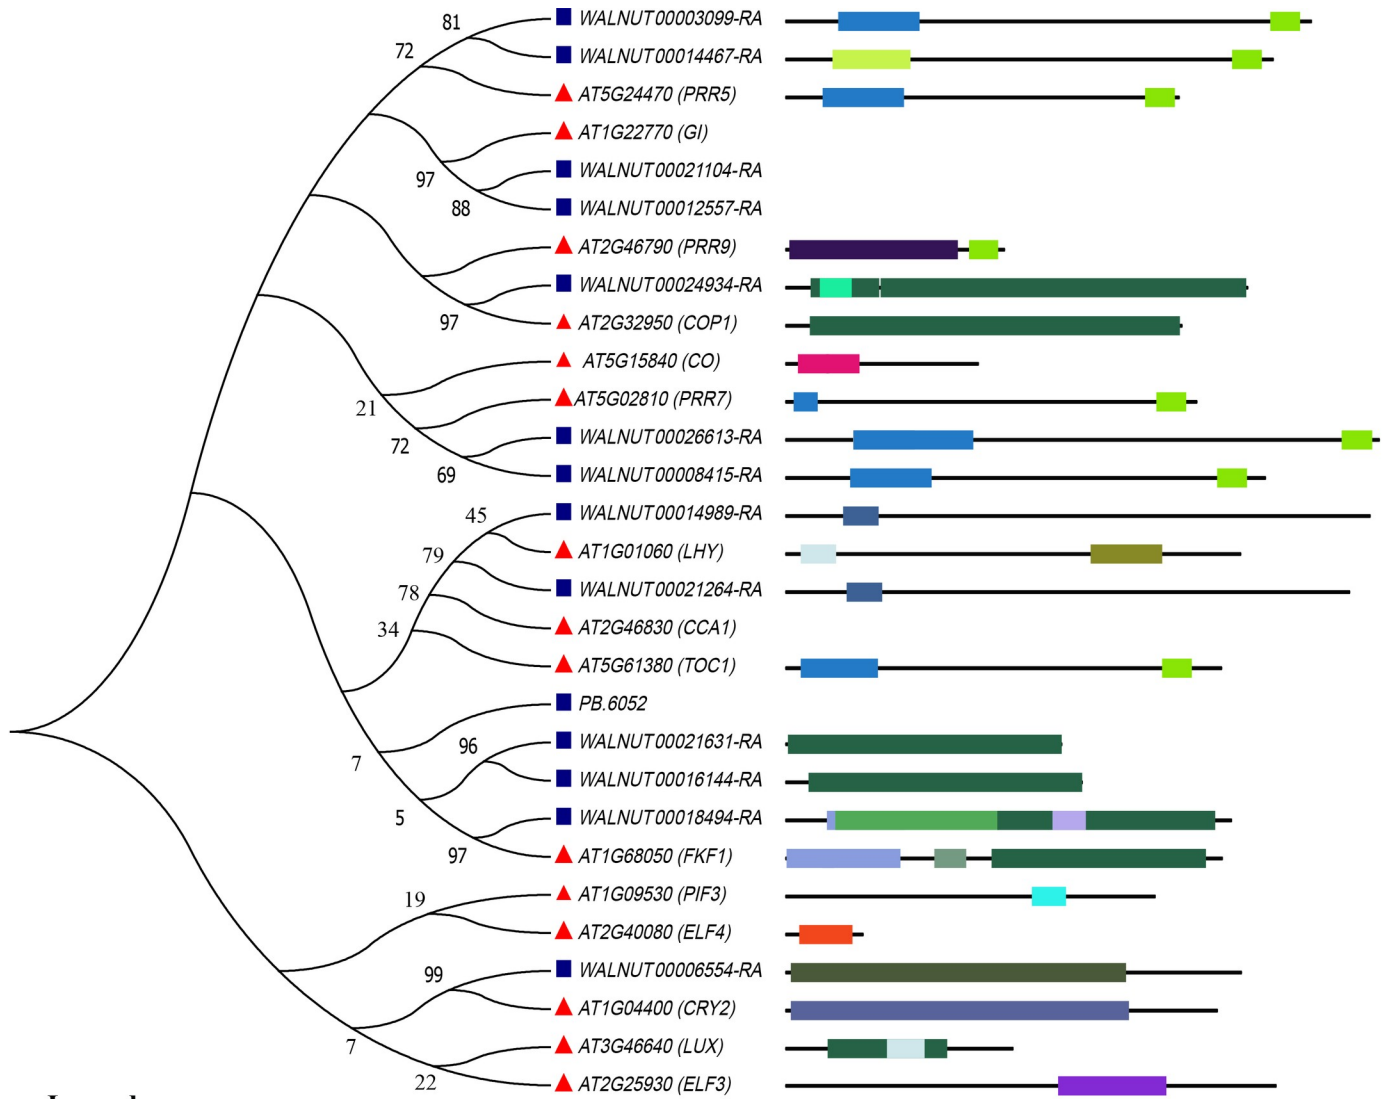 81
WALNUT00003099-RA
72
WALNUT00014467-RA
AT5G24470 (PRR5)
AT1G22770 (GI)
97
WALNUT00021104-RA
88
WALNUT00012557-RA
AT2G46790 (PRR9)
WALNUT00024934-RA
97
AT2G32950 (COP1)
AT5G15840 (CO)
21
AT5G02810 (PRR7)
72
WALNUT00026613-RA
69
WALNUT00008415-RA
45
WALNUT00014989-RA
79
AT1G01060 (LHY)
78
WALNUT00021264-RA
34
AT2G46830 (CCA1)
AT5G61380 (TOC1)
PB.6052
7
96
WALNUT00021631-RA
WALNUT00016144-RA
5
WALNUT00018494-RA
97
AT1G68050 (FKF1)
19
AT1G09530 (PIF3)
AT2G40080 (ELF4)
99
WALNUT00006554-RA
AT1G04400 (CRY2)
7
AT3G46640 (LUX)
22
AT2G25930 (ELF3)